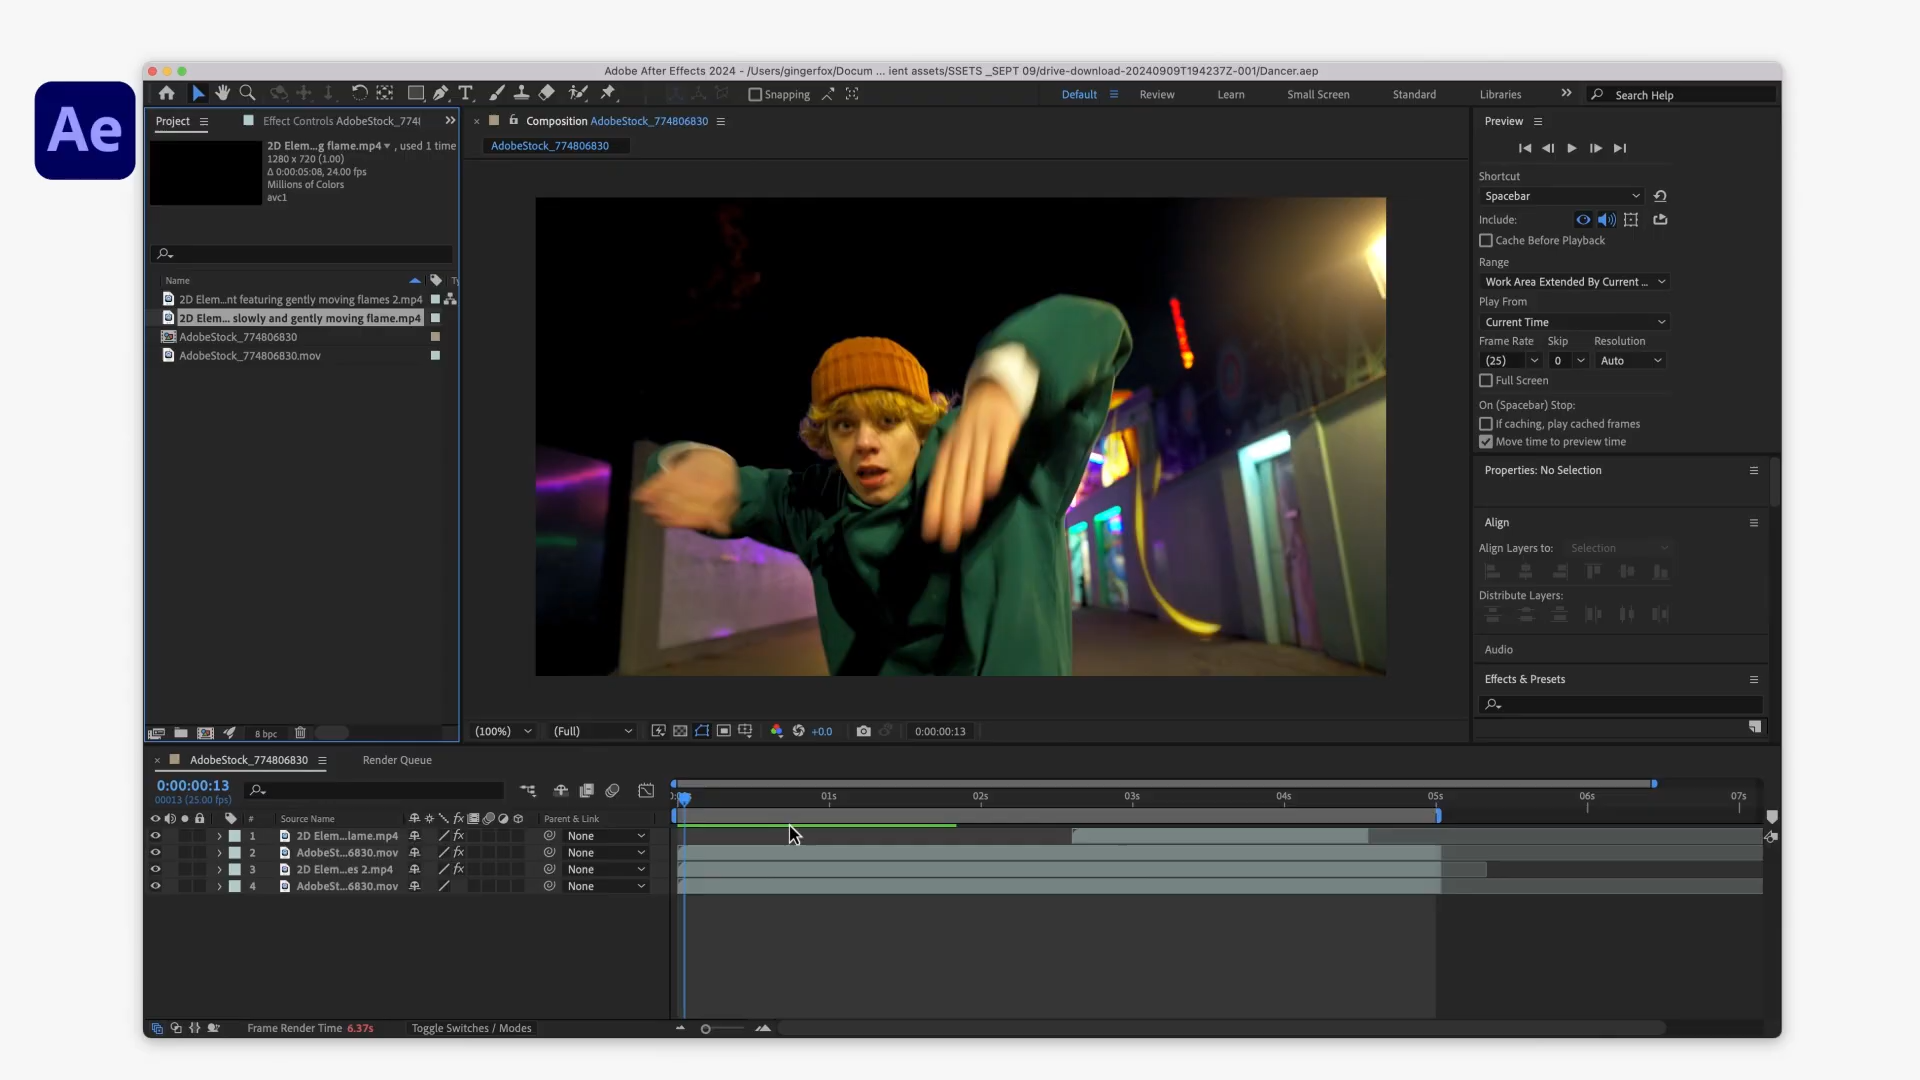 Adobe After Effects 2024 - /Users/gingerfox/Docum ... ient assets/SSETS _SEPT 09/drive-download-20240909T194237Z-001/Dancer.aep
Ae
Snapping
Default
Review
Learn
Small Screen
Standard
Libraries
Search Help
Project
Effect Controls AdobeStock_774
2D Elem...g flame.mp4 , used 1 time
1280 x 720 (1.00)
Δ 0:00:05:08, 24.00 fps
Millions of Colors
avc1
Name
Ty
2D Elem...nt featuring gently moving flames 2.mp4
2D Elem... slowly and gently moving flame.mp4
AdobeStock_774806830
AdobeStock_774806830.mov
8 bpc
Composition AdobeStock_774806830
AdobeStock_774806830
(100%)
(Full)
+0.0
0:00:00:13
Preview
Shortcut
Spacebar
Include:
Cache Before Playback
Range
Work Area Extended By Current ...
Play From
Current Time
Frame Rate Skip Resolution
(25) 0 Auto
Full Screen
On (Spacebar) Stop:
If caching, play cached frames
Move time to preview time
Properties: No Selection
Align
Align Layers to: Selection
Distribute Layers:
Audio
Effects & Presets
AdobeStock_774806830
Render Queue
0:00:00:13
00013 (25.00 fps)
01s 02s 03s 04s 05s 06s 07s
# Source Name fx Parent & Link
1 2D Elem...lame.mp4 fx None
2 AdobeSt...6830.mov fx None
3 2D Elem...es 2.mp4 fx None
4 AdobeSt...6830.mov None
Frame Render Time 6.37s
Toggle Switches / Modes